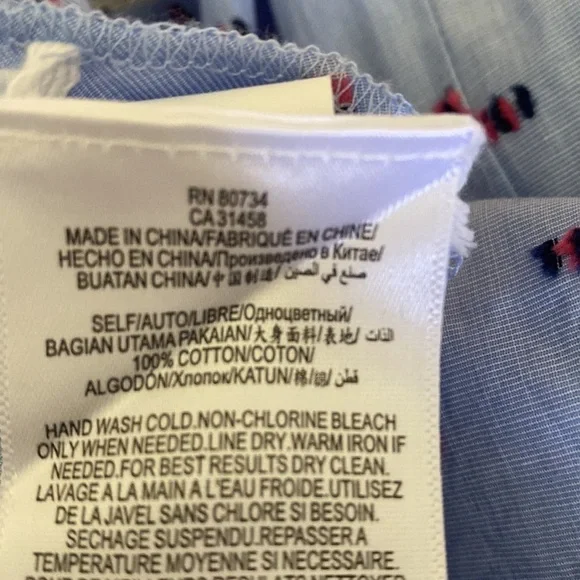 RN 80734
CA 31458
MADE IN CHINA/FABRIQUÉ EN CHINE/
HECHO EN CHINA/Произведено в Китае/
BUATAN CHINA/中国制造/ صنع في الصين/
SELF/AUTO/LIBRE/Одноцветный/
BAGIAN UTAMA PAKAIAN/大身面料/表地/ الذات
100% COTTON/COTON/
ALGODÓN/Хлопок/KATUN/棉/綿/ قطن/
HAND WASH COLD.NON-CHLORINE BLEACH
ONLY WHEN NEEDED.LINE DRY.WARM IRON IF
NEEDED.FOR BEST RESULTS DRY CLEAN.
LAVAGE A LA MAIN A L'EAU FROIDE.UTILISEZ
DE LA JAVEL SANS CHLORE SI BESOIN.
SECHAGE SUSPENDU.REPASSER A
TEMPERATURE MOYENNE SI NECESSAIRE.